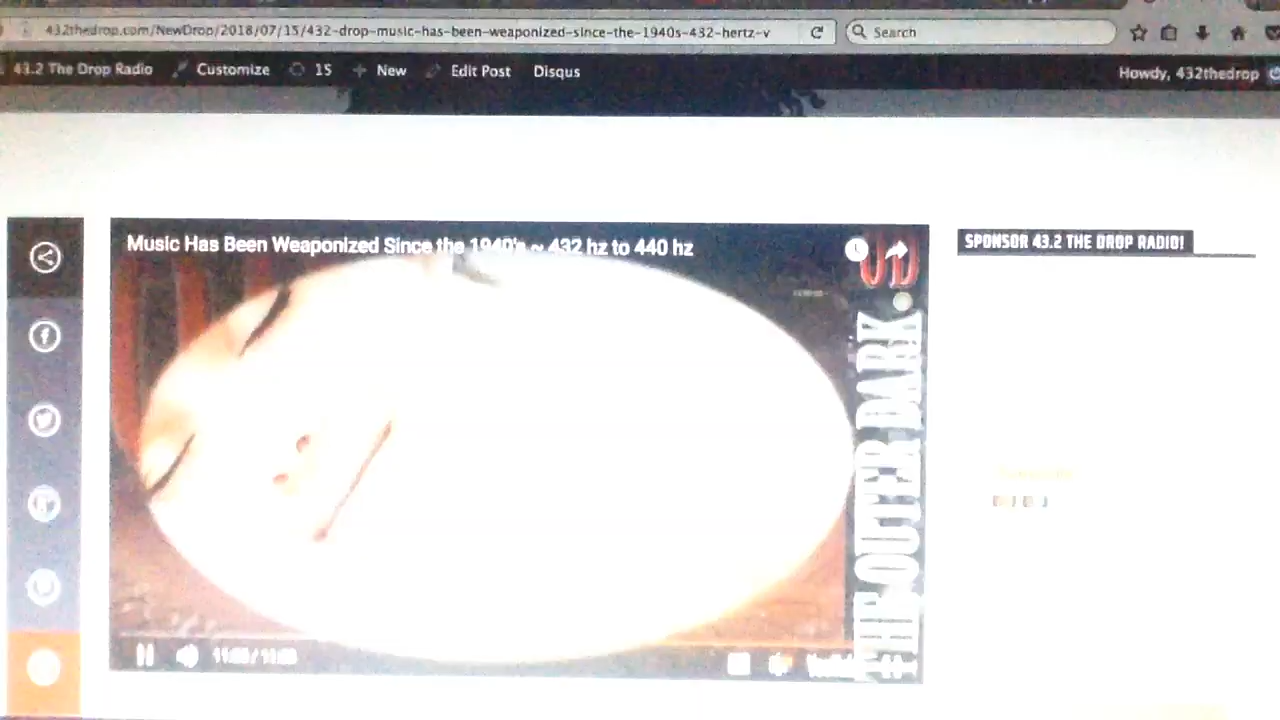 432thedrop.com/NewDrop/2018/07/15/432-drop-music-has-been-weaponized-since-the-1940s-432-hertz-v
Search
43.2 The Drop Radio
Customize
15
New
Edit Post
Disqus
Howdy, 432thedrop
Music Has Been Weaponized Since the 1940's ~ 432 hz to 440 hz
SPONSOR 43.2 THE DROP RADIO!
THE OUTER DARK